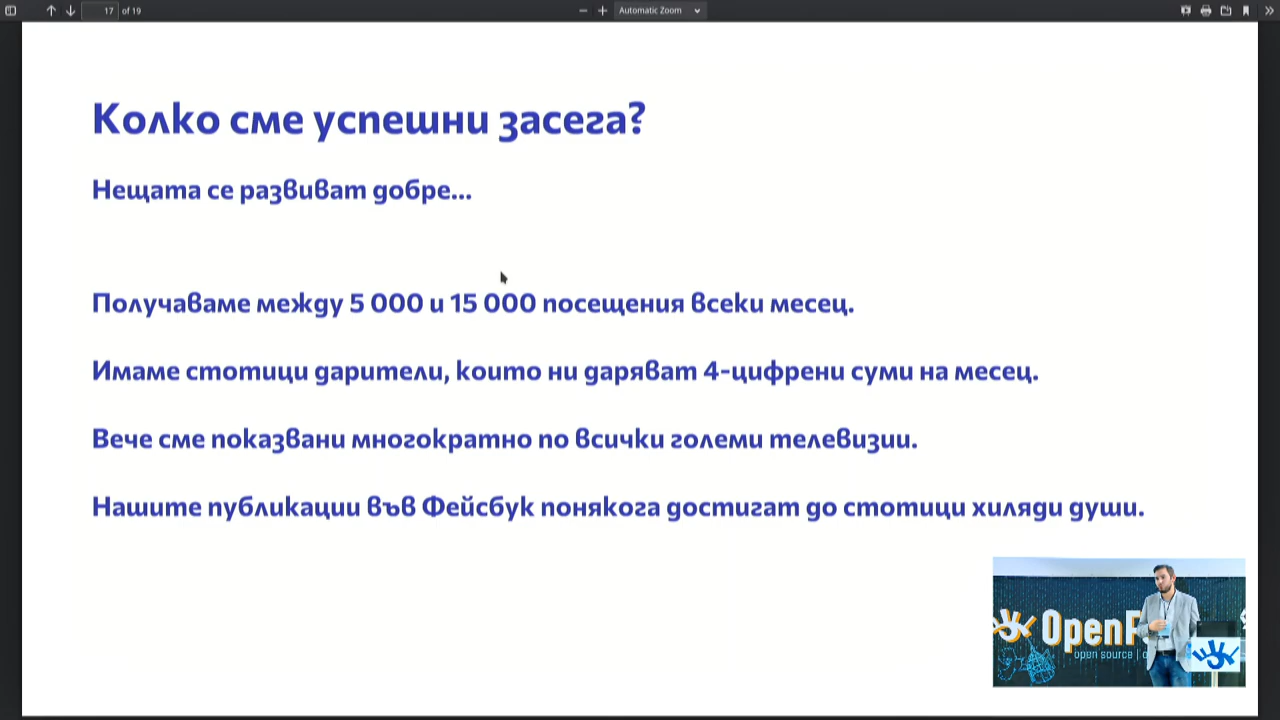 17 of 19
Automatic Zoom
Колко сме успешни засега?
Нещата се развиват добре...
Получаваме между 5 000 и 15 000 посещения всеки месец.
Имаме стотици дарители, които ни даряват 4-цифрени суми на месец.
Вече сме показвани многократно по всички големи телевизии.
Нашите публикации във Фейсбук понякога достигат до стотици хиляди души.
OpenF
open source |